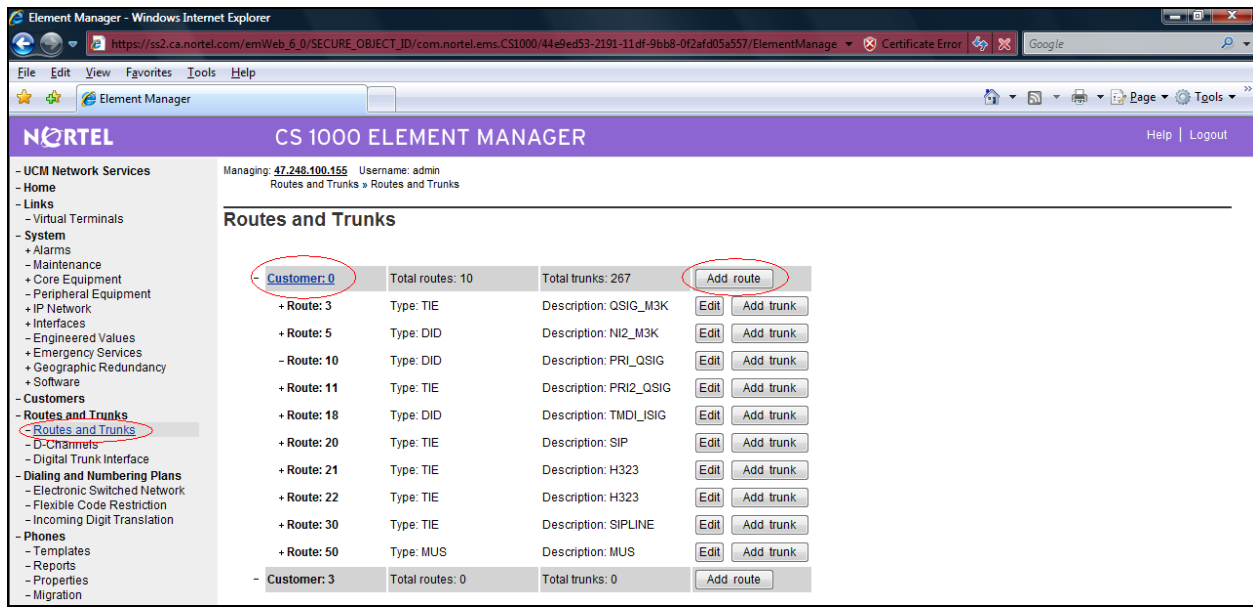 Element Manager - Windows Internet Explorer
https://ss2.ca.nortel.com/emWeb_6_0/SECURE_OBJECT_ID/com.nortel.ems.CS1000/44e9ed53-2191-11df-9bb8-0f2afd05a557/ElementManage Certificate Error Google
File Edit View Favorites Tools Help
Element Manager Page Tools »
NORTEL CS 1000 ELEMENT MANAGER Help | Logout
Managing: 47.248.100.155 Username: admin
Routes and Trunks » Routes and Trunks
– UCM Network Services
– Home
– Links
– Virtual Terminals
– System
+ Alarms
– Maintenance
+ Core Equipment
– Peripheral Equipment
+ IP Network
+ Interfaces
– Engineered Values
+ Emergency Services
+ Geographic Redundancy
+ Software
– Customers
– Routes and Trunks
– Routes and Trunks
– D-Channels
– Digital Trunk Interface
– Dialing and Numbering Plans
– Electronic Switched Network
– Flexible Code Restriction
– Incoming Digit Translation
– Phones
– Templates
– Reports
– Properties
– Migration
Routes and Trunks
– Customer: 0 Total routes: 10 Total trunks: 267 Add route
+ Route: 3 Type: TIE Description: QSIG_M3K Edit Add trunk
+ Route: 5 Type: DID Description: NI2_M3K Edit Add trunk
– Route: 10 Type: DID Description: PRI_QSIG Edit Add trunk
+ Route: 11 Type: TIE Description: PRI2_QSIG Edit Add trunk
+ Route: 18 Type: DID Description: TMDI_ISIG Edit Add trunk
+ Route: 20 Type: TIE Description: SIP Edit Add trunk
+ Route: 21 Type: TIE Description: H323 Edit Add trunk
+ Route: 22 Type: TIE Description: H323 Edit Add trunk
+ Route: 30 Type: TIE Description: SIPLINE Edit Add trunk
+ Route: 50 Type: MUS Description: MUS Edit Add trunk
– Customer: 3 Total routes: 0 Total trunks: 0 Add route